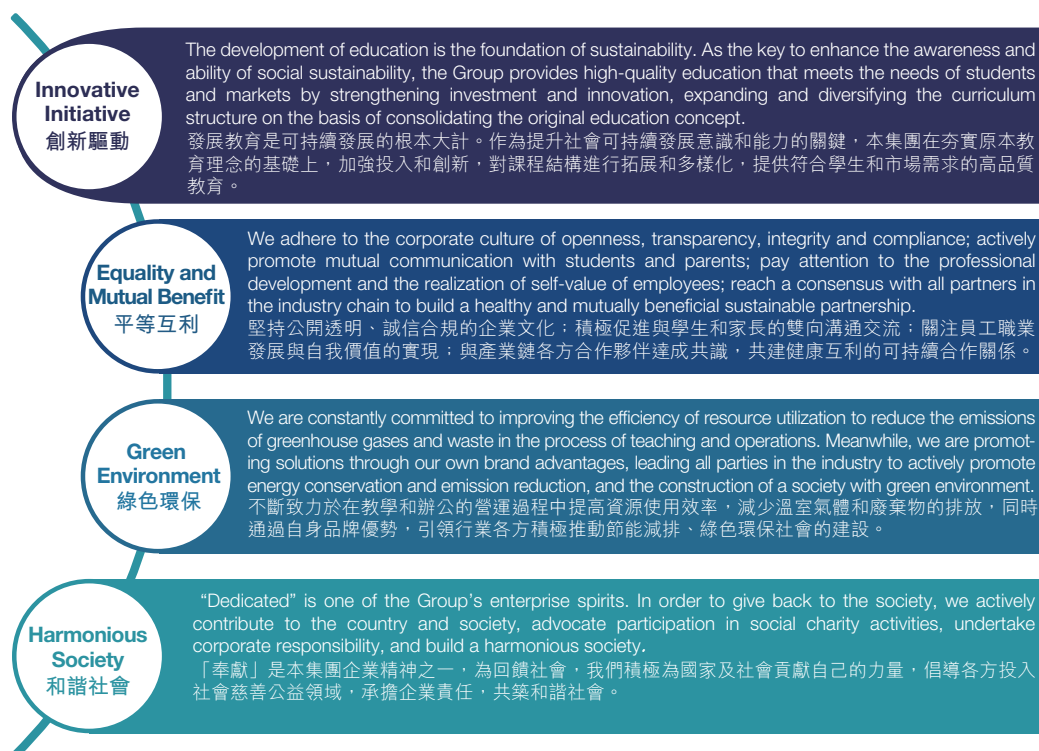 Innovative
Initiative
創新驅動
The development of education is the foundation of sustainability. As the key to enhance the awareness and
ability of social sustainability, the Group provides high-quality education that meets the needs of students
and markets by strengthening investment and innovation, expanding and diversifying the curriculum
structure on the basis of consolidating the original education concept.
發展教育是可持續發展的根本大計。作為提升社會可持續發展意識和能力的關鍵，本集團在夯實原本教
育理念的基礎上，加強投入和創新，對課程結構進行拓展和多樣化，提供符合學生和市場需求的高品質
教育。
Equality and
Mutual Benefit
平等互利
We adhere to the corporate culture of openness, transparency, integrity and compliance; actively
promote mutual communication with students and parents; pay attention to the professional
development and the realization of self-value of employees; reach a consensus with all partners in
the industry chain to build a healthy and mutually beneficial sustainable partnership.
堅持公開透明、誠信合規的企業文化；積極促進與學生和家長的雙向溝通交流；關注員工職業
發展與自我價值的實現；與產業鏈各方合作夥伴達成共識，共建健康互利的可持續合作關係。
Green
Environment
綠色環保
We are constantly committed to improving the efficiency of resource utilization to reduce the emissions
of greenhouse gases and waste in the process of teaching and operations. Meanwhile, we are promot-
ing solutions through our own brand advantages, leading all parties in the industry to actively promote
energy conservation and emission reduction, and the construction of a society with green environment.
不斷致力於在教學和辦公的營運過程中提高資源使用效率，減少溫室氣體和廢棄物的排放，同時
通過自身品牌優勢，引領行業各方積極推動節能減排、綠色環保社會的建設。
Harmonious
Society
和諧社會
“Dedicated” is one of the Group’s enterprise spirits. In order to give back to the society, we actively
contribute to the country and society, advocate participation in social charity activities, undertake
corporate responsibility, and build a harmonious society.
「奉獻」是本集團企業精神之一，為回饋社會，我們積極為國家及社會貢獻自己的力量，倡導各方投入
社會慈善公益領域，承擔企業責任，共築和諧社會。